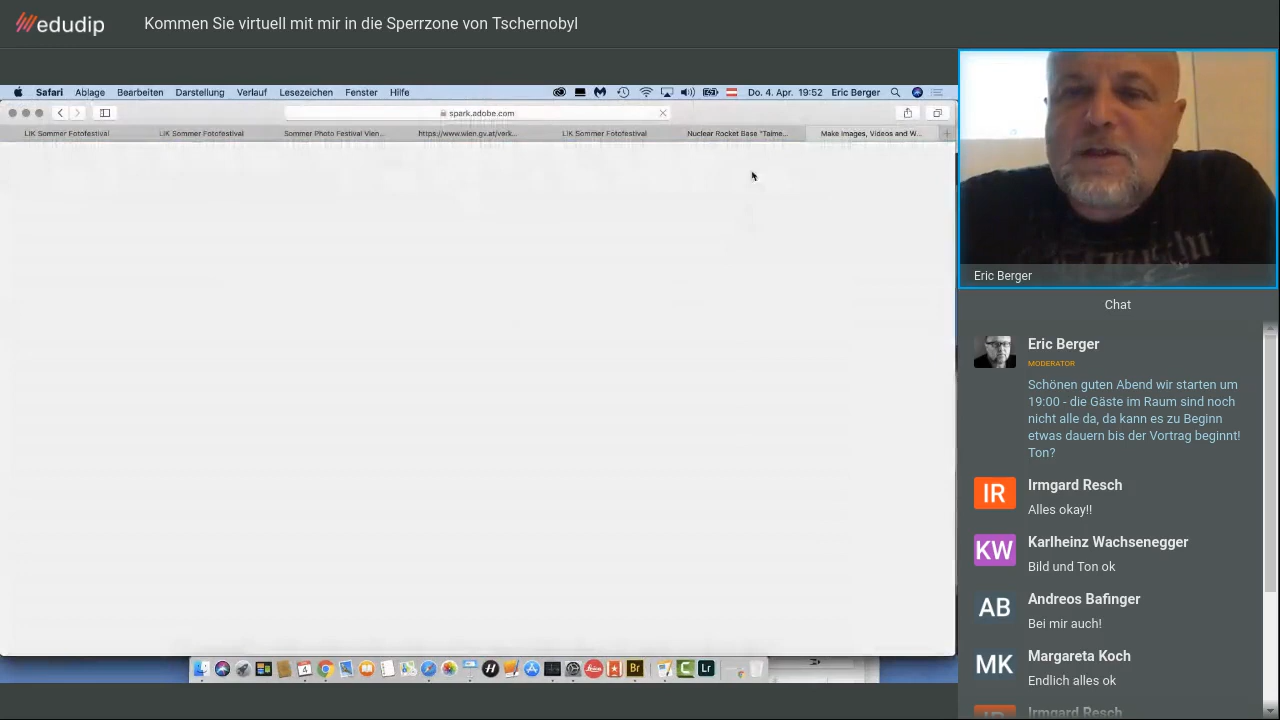 edudip
Kommen Sie virtuell mit mir in die Sperrzone von Tschernobyl
Safari Ablage Bearbeiten Darstellung Verlauf Lesezeichen Fenster Hilfe
Do. 4. Apr. 19:52 Eric Berger
spark.adobe.com
LIK Sommer Fotofestival
LIK Sommer Fotofestival
Sommer Photo Festival Vien...
https://www.wien.gv.at/verk...
LIK Sommer Fotofestival
Nuclear Rocket Base "Taime...
Make Images, Videos and W...
Eric Berger
Chat
Eric Berger
MODERATOR
Schönen guten Abend wir starten um
19:00 - die Gäste im Raum sind noch
nicht alle da, da kann es zu Beginn
etwas dauern bis der Vortrag beginnt!
Ton?
IR
Irmgard Resch
Alles okay!!
KW
Karlheinz Wachsenegger
Bild und Ton ok
AB
Andreos Bafinger
Bei mir auch!
MK
Margareta Koch
Endlich alles ok
IR
Irmgard Resch
Br
C
Lr